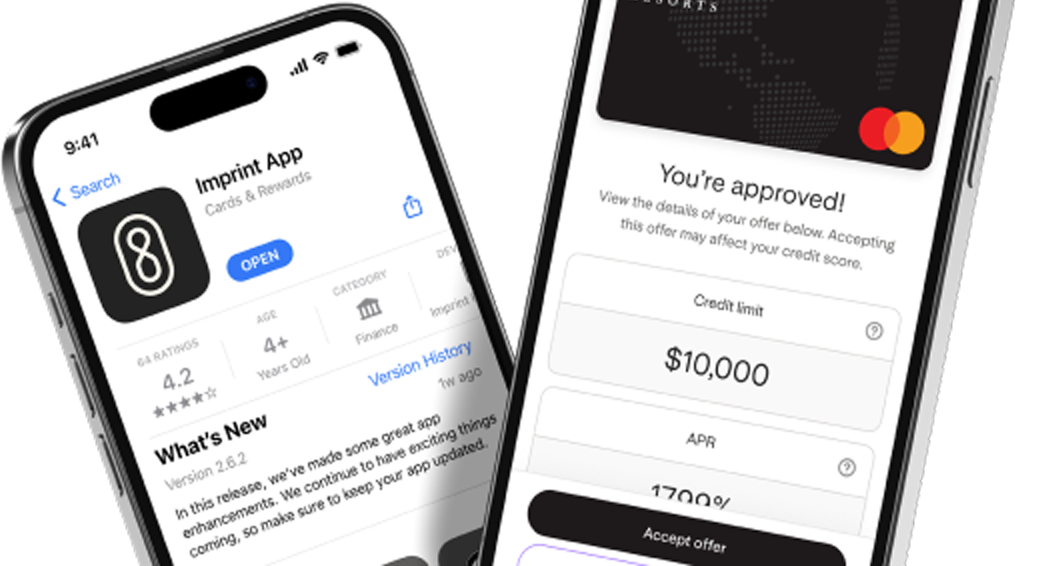 9:41
Search
Imprint App
Cards & Rewards
OPEN
64 RATINGS
4.2
AGE
4+
Years Old
CATEGORY
Finance
Imprint
What's New
Version History
Version 2.6.2
1w ago
In this release, we've made some great app
enhancements. We continue to have exciting things
coming, so make sure to keep your app updated.
You're approved!
View the details of your offer below. Accepting
this offer may affect your credit score.
Credit limit
?
$10,000
APR
?
17.99%
Accept offer